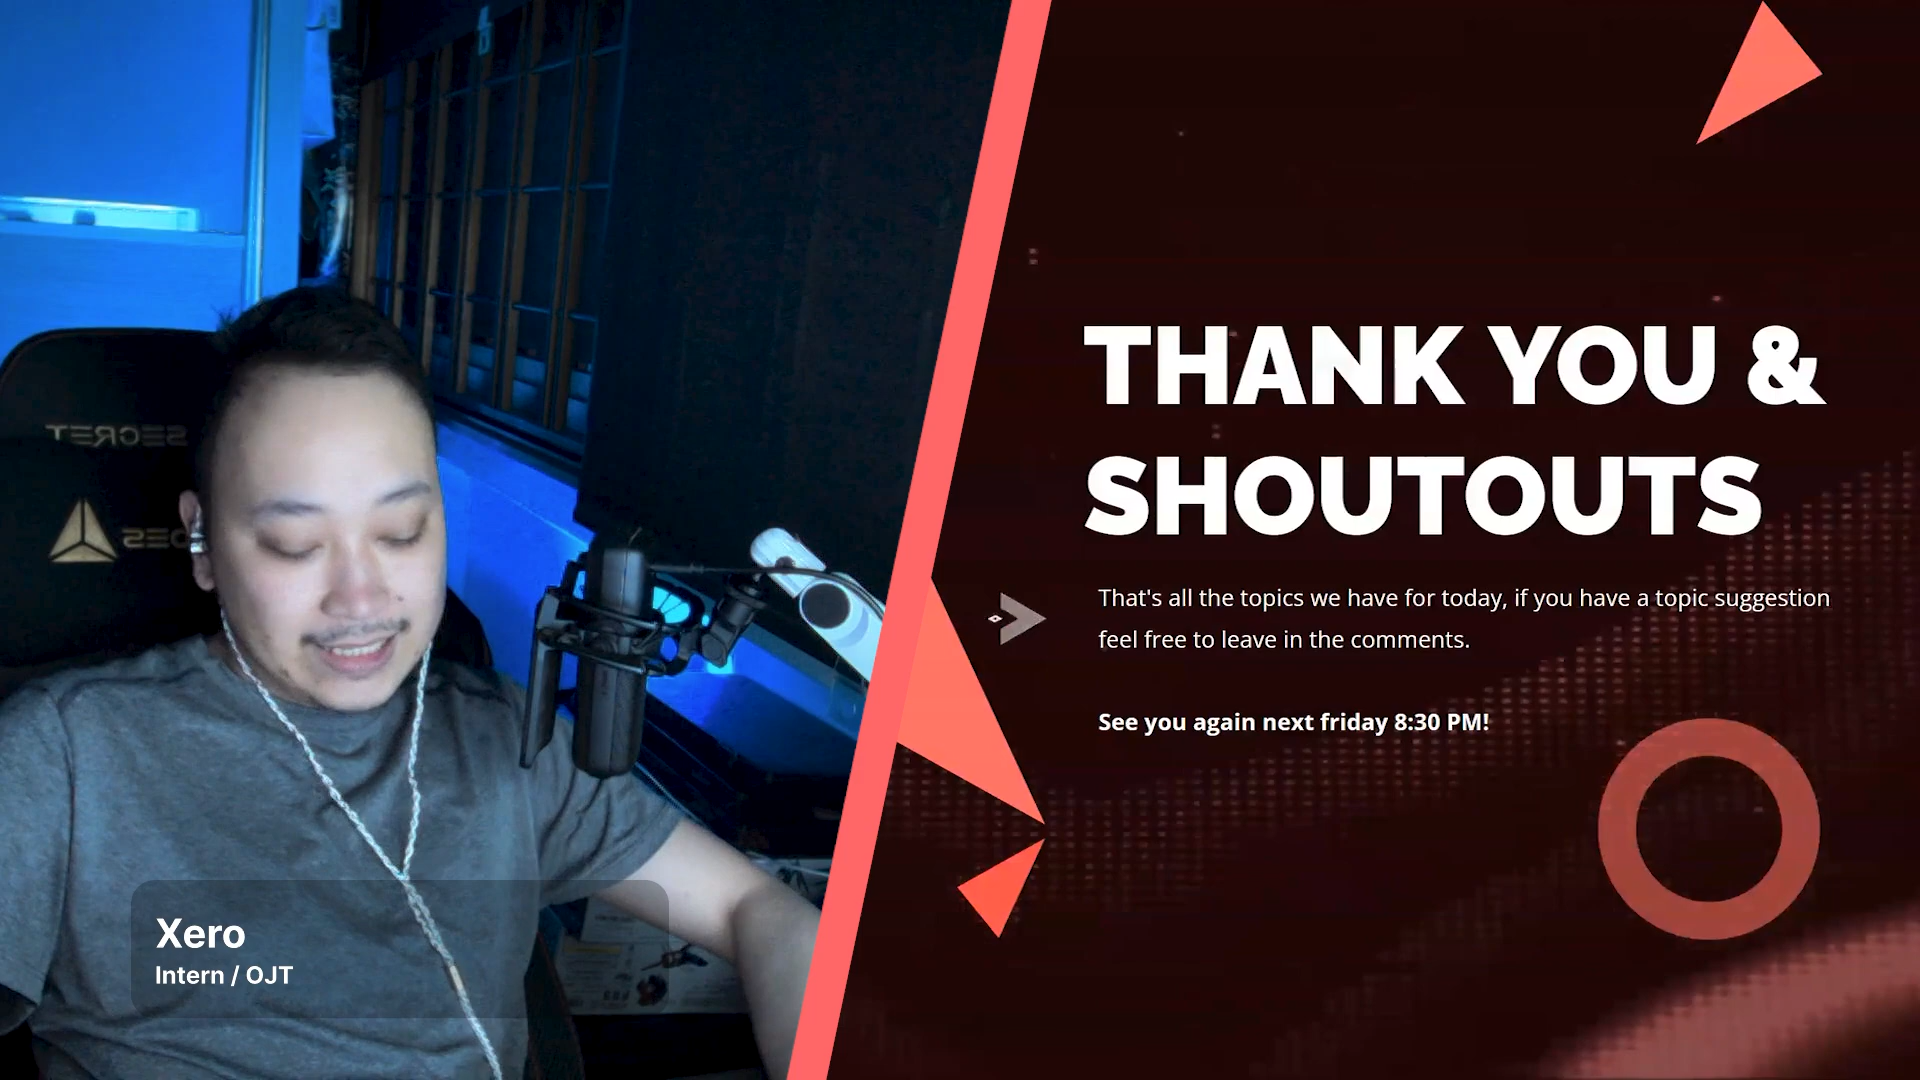 SECRET
THANK YOU &
SHOUTOUTS
That's all the topics we have for today, if you have a topic suggestion
feel free to leave in the comments.
See you again next friday 8:30 PM!
Xero
Intern / OJT